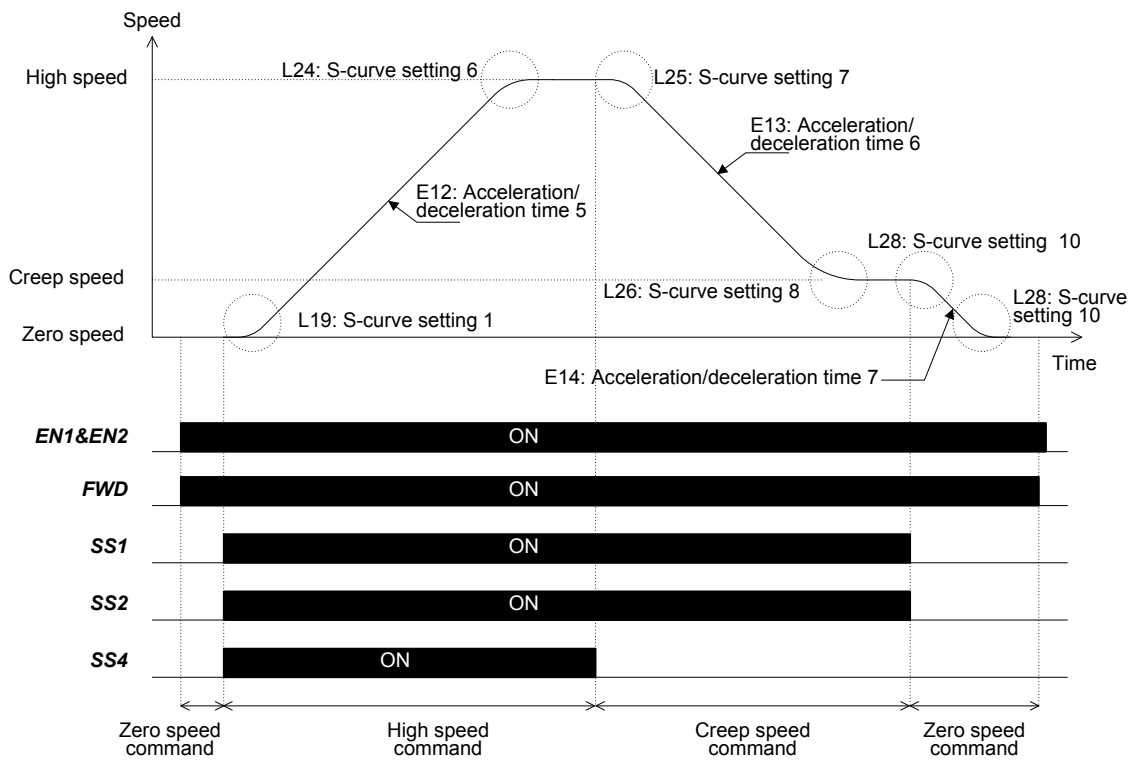 Speed
High speed
L24: S-curve setting 6
L25: S-curve setting 7
E13: Acceleration/
deceleration time 6
E12: Acceleration/
deceleration time 5
L28: S-curve setting 10
Creep speed
L26: S-curve setting 8
L28: S-curve
setting 10
L19: S-curve setting 1
Zero speed
Time
E14: Acceleration/deceleration time 7
EN1&EN2
ON
FWD
ON
SS1
ON
SS2
ON
SS4
ON
Zero speed
command
High speed
command
Creep speed
command
Zero speed
command